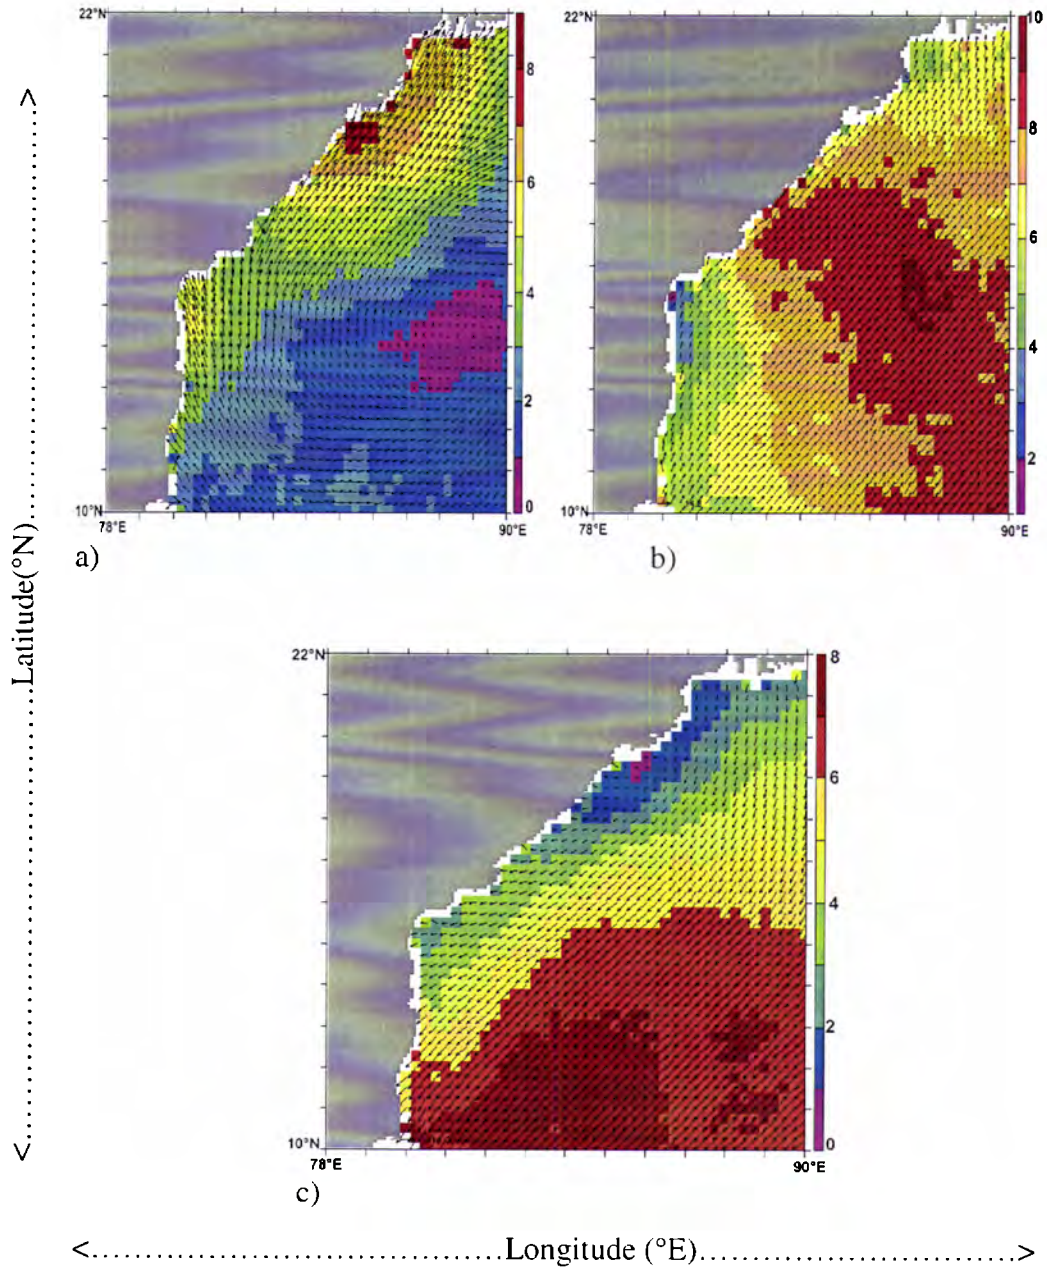 22°N
8
6
4
2
0
10°N
78°E
90°E
a)
22°N
10
8
6
4
2
10°N
78°E
90°E
b)
<.......................Latitude(°N).......................>
22°N
8
6
4
2
0
10°N
78°E
90°E
c)
<.......................................Longitude (°E)...............................>